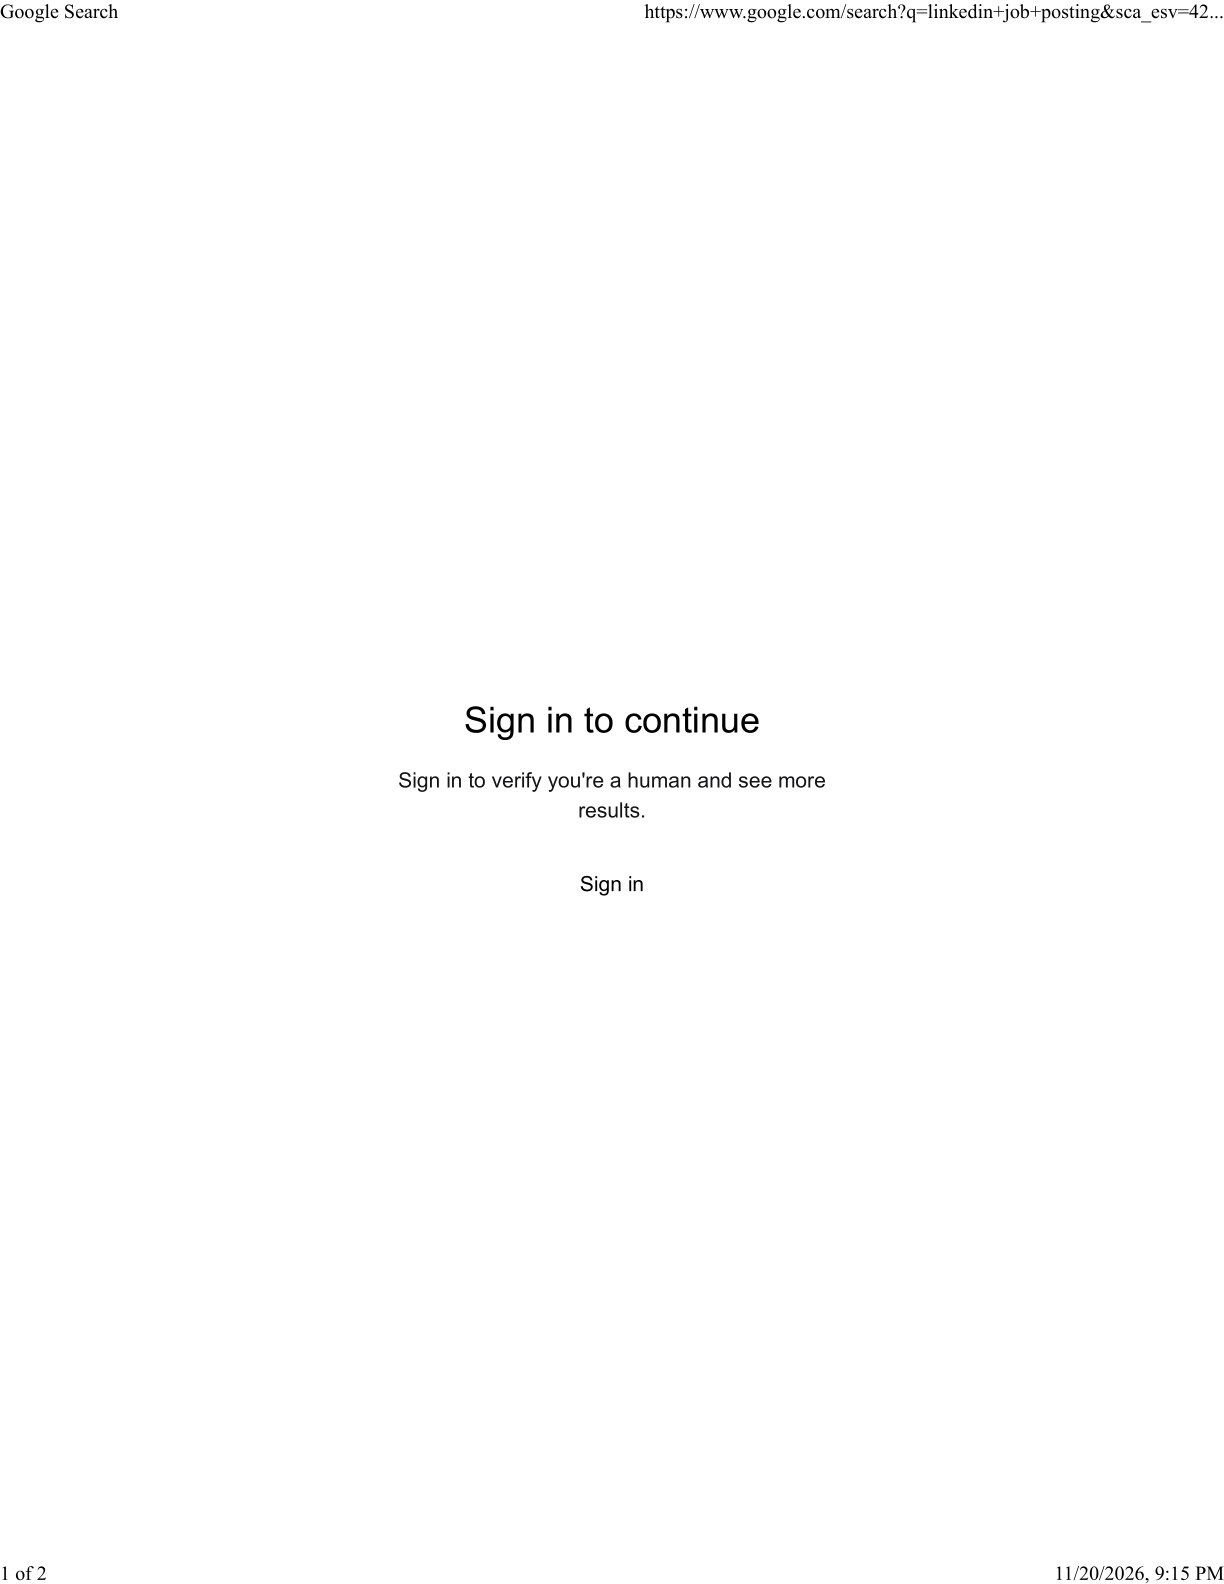 Google Search
https://www.google.com/search?q=linkedin+job+posting&sca_esv=42...
Sign in to continue
Sign in to verify you're a human and see more
results.
Sign in
1 of 2
11/20/2026, 9:15 PM